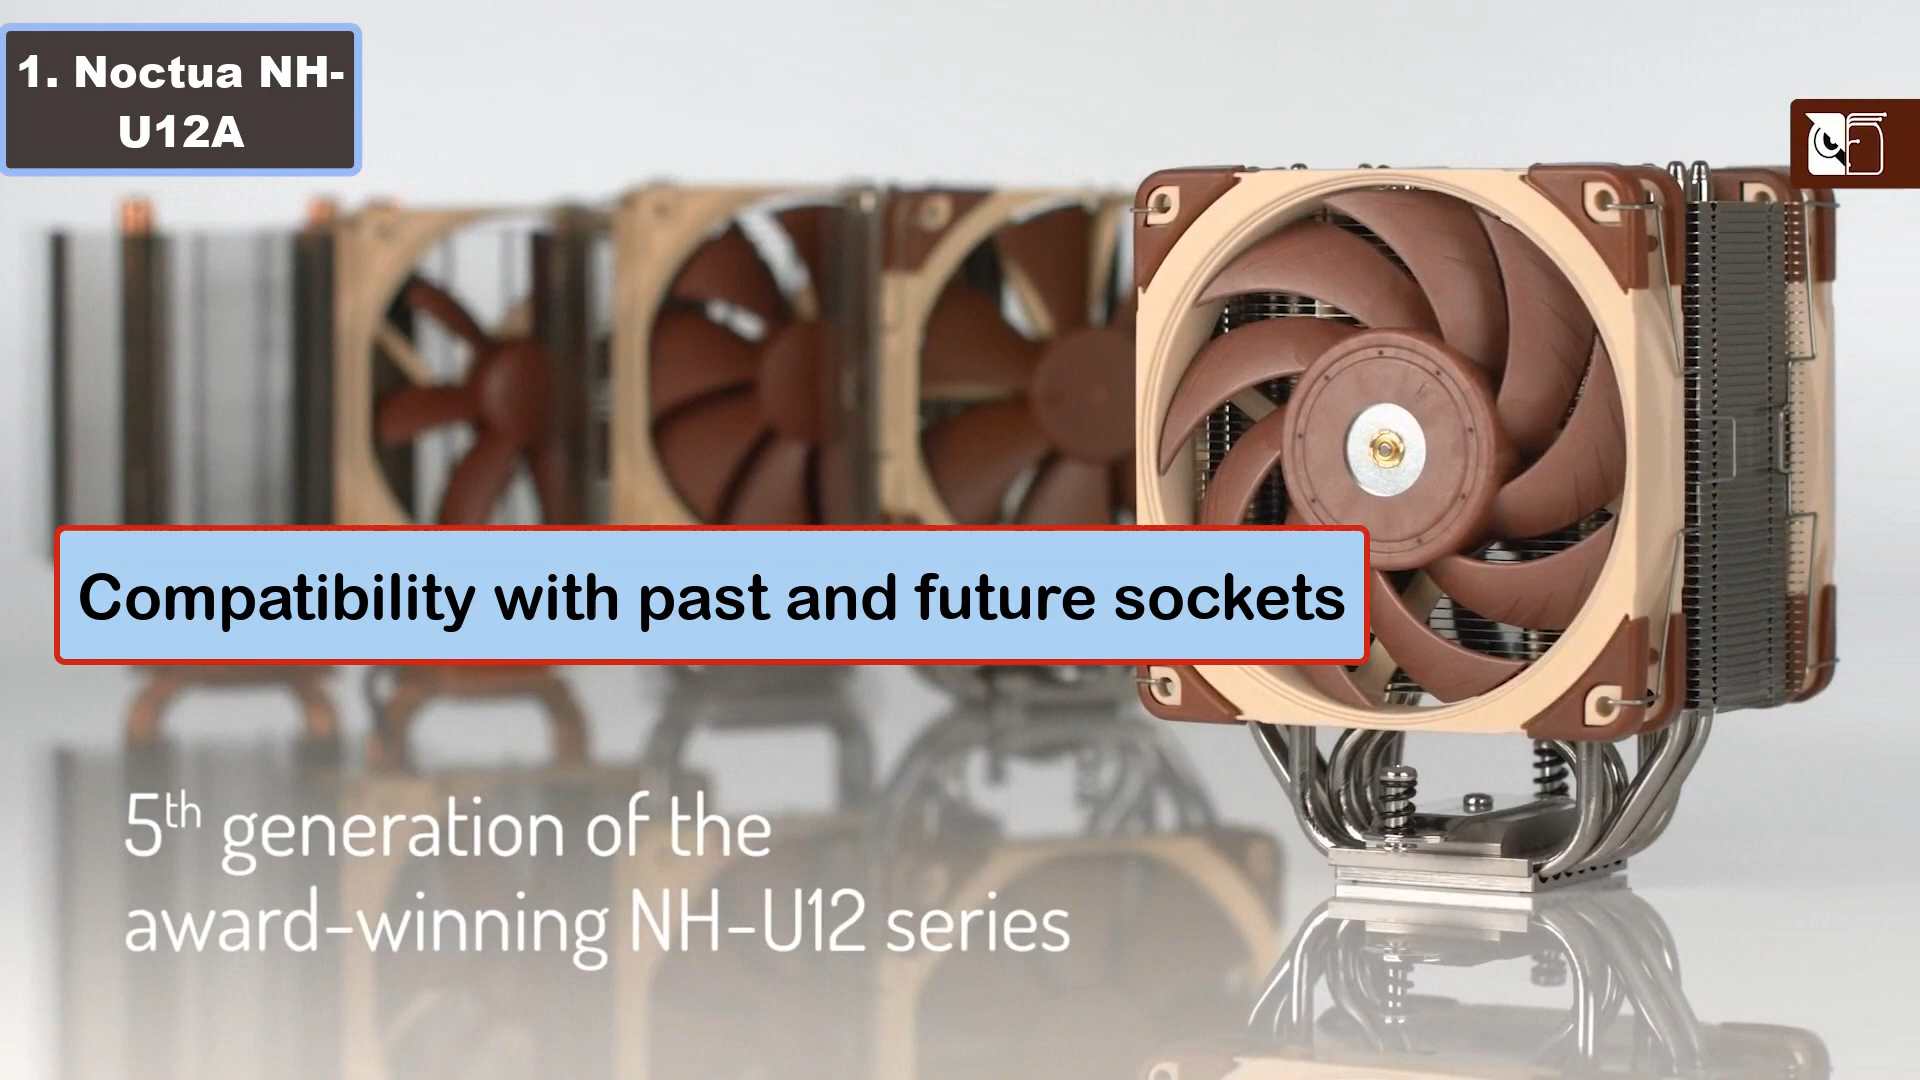 1. Noctua NH-
U12A
Compatibility with past and future sockets
5th generation of the
award-winning NH-U12 series